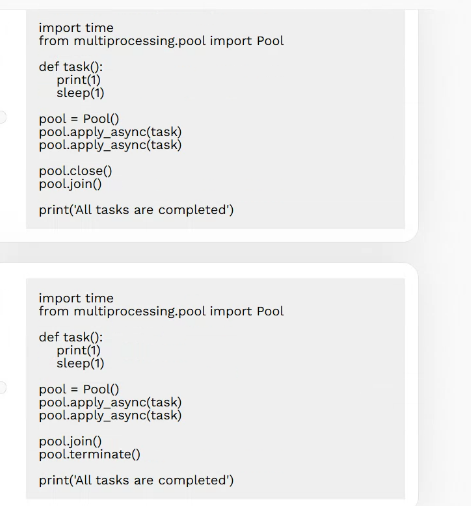 import time
from multiprocessing.pool import Pool
def task():
print(1)
sleep(1)
pool = Pool()
pool.apply_async(task)
pool.apply_async(task)
pool.close()
pool.join()
print('All tasks are completed')
import time
from multiprocessing.pool import Pool
def task():
print(1)
sleep(1)
pool = Pool()
pool.apply_async(task)
pool.apply_async(task)
pool.join()
pool.terminate()
print('All tasks are completed')